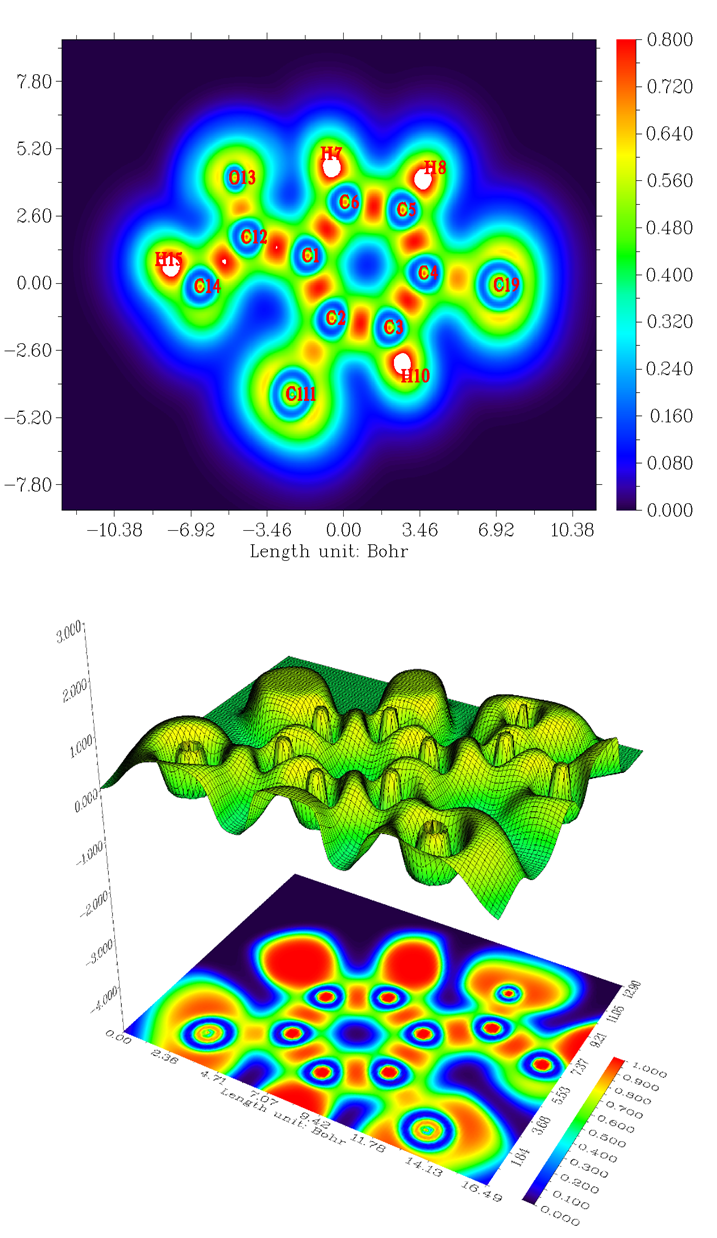 0.800
7.80
0.720
5.20
H7
H8
0.640
O13
0.560
2.60
C6
C5
C12
0.480
H15
C1
0.400
0.00
C14
C4
Cl9
0.320
C2
C3
−2.60
0.240
H10
−5.20
Cl11
0.160
0.080
−7.80
0.000
−10.38 −6.92 −3.46 0.00 3.46 6.92 10.38
Length unit: Bohr
3.000
2.000
1.000
0.000
−1.000
−2.000
−3.000
−4.000
0.00
2.36
4.71
7.07
9.42
11.78
14.13
16.49
Length unit: Bohr
1.84
3.68
5.53
7.37
9.21
11.05
12.90
1.000
0.900
0.800
0.700
0.600
0.500
0.400
0.300
0.200
0.100
0.000